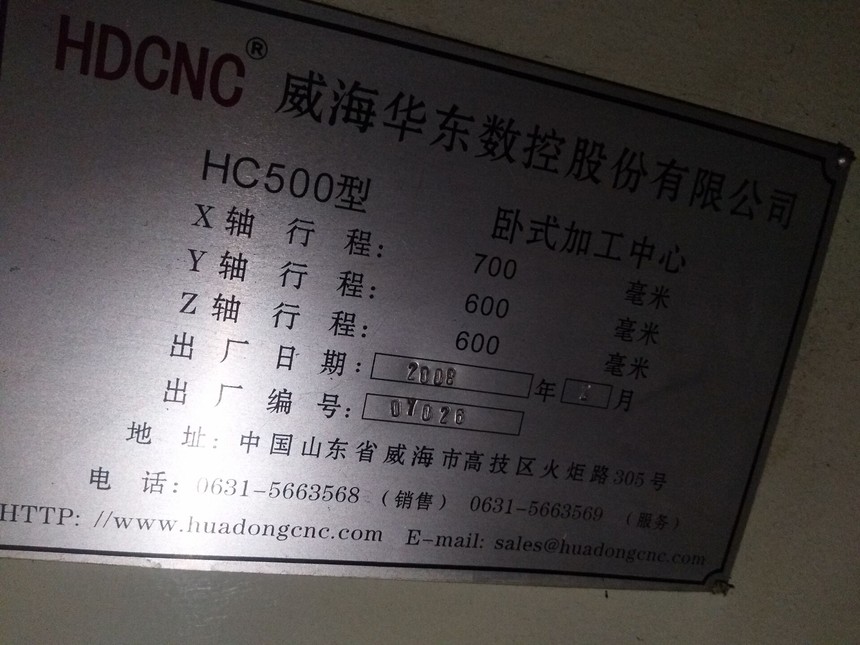 HDCNC® 威海华东数控股份有限公司
HC500型 卧式加工中心
X轴行程: 700 毫米
Y轴行程: 600 毫米
Z轴行程: 600 毫米
出厂日期: 2008 年 月
出厂编号: 07026
地 址: 中国山东省威海市高技区火炬路305号
电 话: 0631-5663568 (销售) 0631-5663569 (服务)
HTTP: //www.huadongcnc.com E-mail: sales@huadongcnc.com